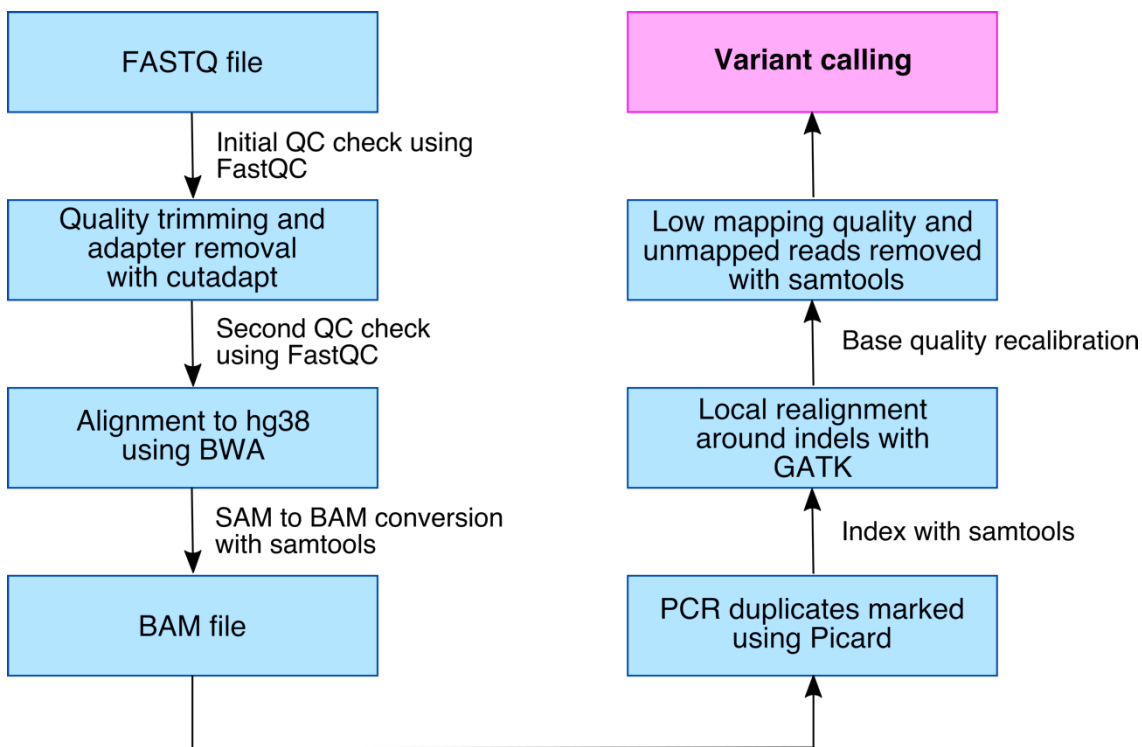 FASTQ file
Initial QC check using
FastQC
Quality trimming and
adapter removal
with cutadapt
Second QC check
using FastQC
Alignment to hg38
using BWA
SAM to BAM conversion
with samtools
BAM file
PCR duplicates marked
using Picard
Index with samtools
Local realignment
around indels with
GATK
Base quality recalibration
Low mapping quality and
unmapped reads removed
with samtools
Variant calling